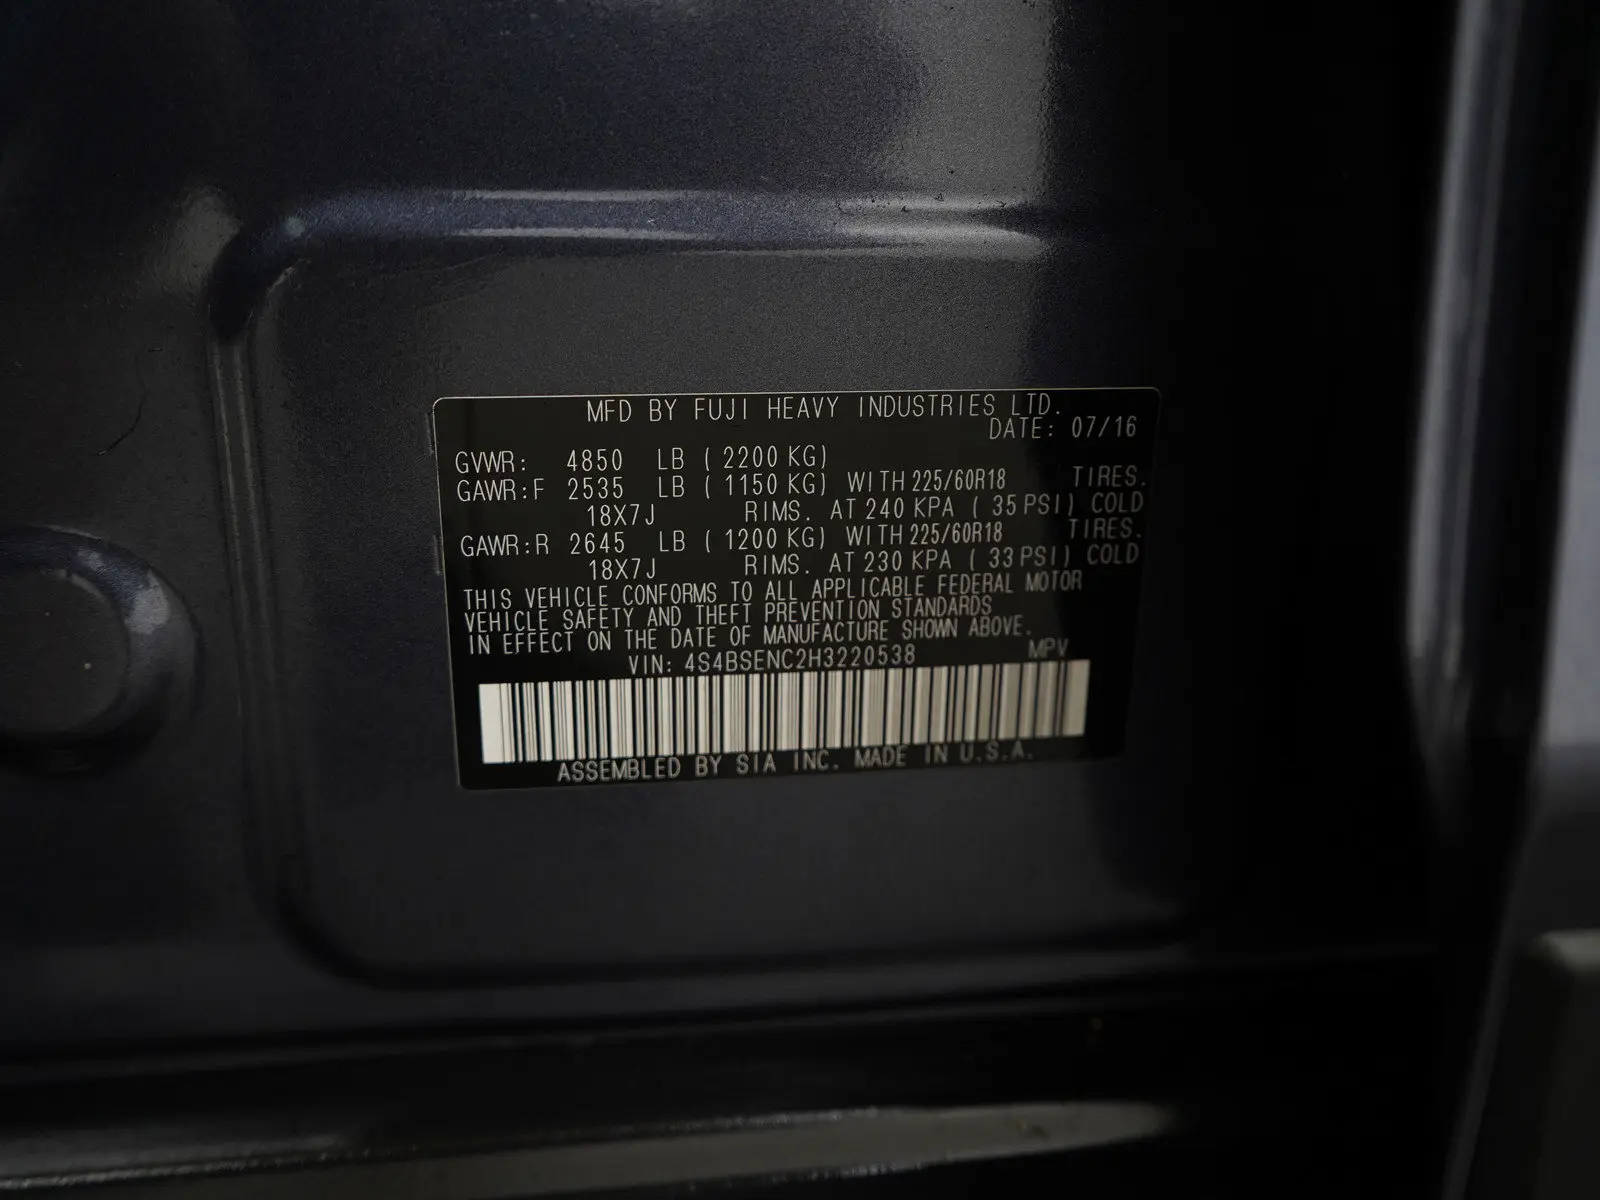 MFD BY FUJI HEAVY INDUSTRIES LTD.
DATE: 07/16
GVWR: 4850 LB ( 2200 KG)
GAWR:F 2535 LB ( 1150 KG) WITH 225/60R18 TIRES.
18X7J RIMS. AT 240 KPA ( 35 PSI) COLD
GAWR:R 2645 LB ( 1200 KG) WITH 225/60R18 TIRES.
18X7J RIMS. AT 230 KPA ( 33 PSI) COLD
THIS VEHICLE CONFORMS TO ALL APPLICABLE FEDERAL MOTOR
VEHICLE SAFETY AND THEFT PREVENTION STANDARDS
IN EFFECT ON THE DATE OF MANUFACTURE SHOWN ABOVE.
VIN: 4S4BSENC2H3220538 MPV
ASSEMBLED BY SIA INC. MADE IN U.S.A.